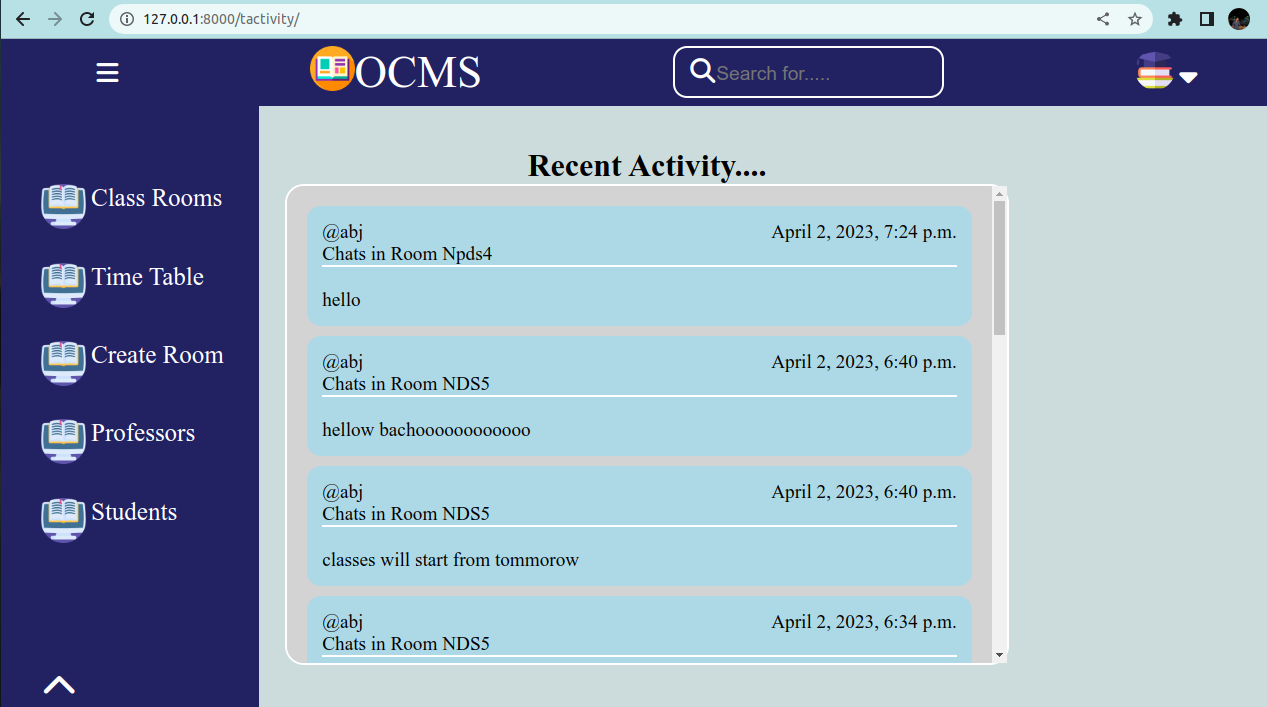 127.0.0.1:8000/tactivity/
OCMS
Search for.....
Class Rooms
Time Table
Create Room
Professors
Students
Recent Activity....
@abj April 2, 2023, 7:24 p.m.
Chats in Room Npds4
hello
@abj April 2, 2023, 6:40 p.m.
Chats in Room NDS5
hellow bachoooooooooooo
@abj April 2, 2023, 6:40 p.m.
Chats in Room NDS5
classes will start from tommorow
@abj April 2, 2023, 6:34 p.m.
Chats in Room NDS5